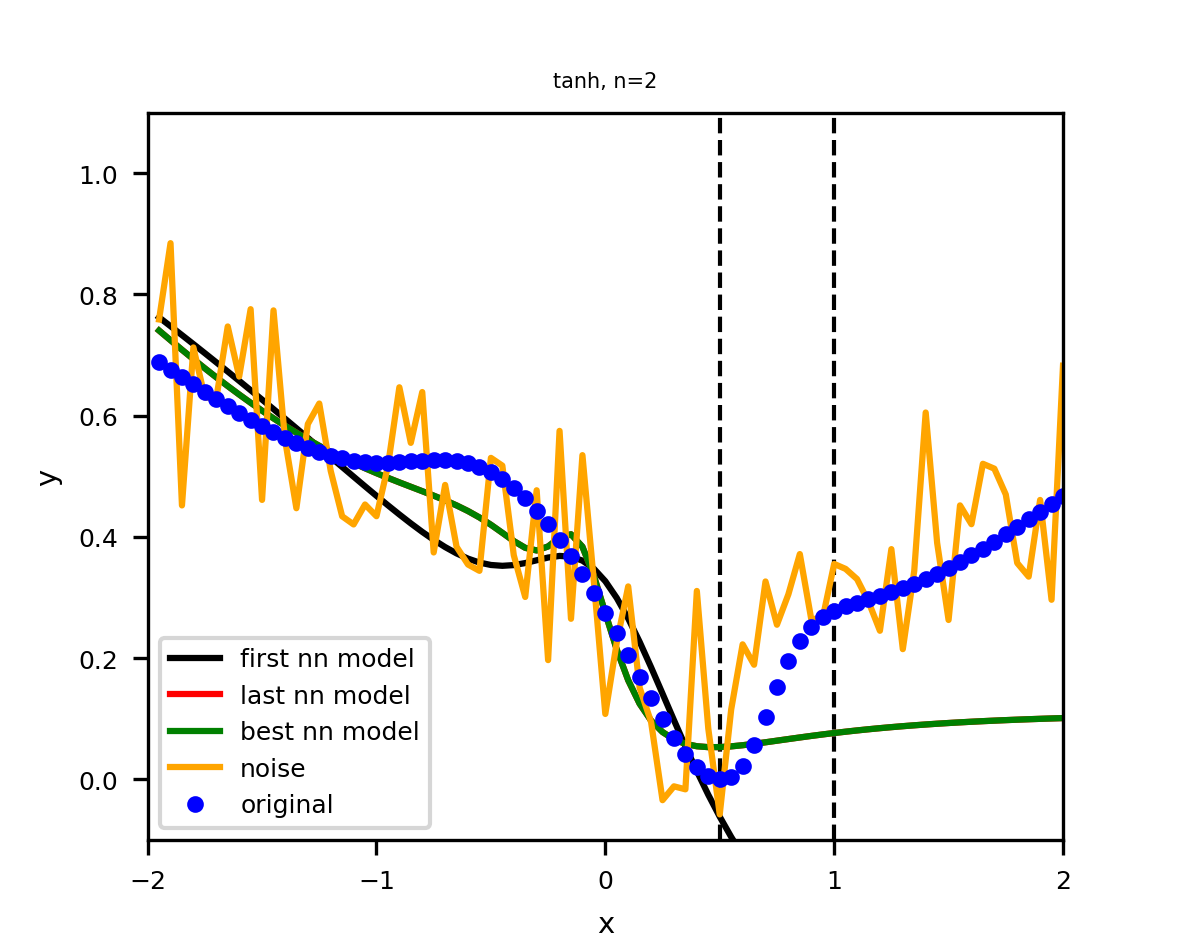 tanh, n=2
1.0
0.8
0.6
0.4
0.2
0.0
y
first nn model
last nn model
best nn model
noise
original
−2
−1
0
1
2
x